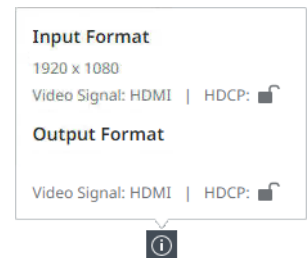 Input Format
1920 x 1080
Video Signal: HDMI | HDCP:
Output Format
Video Signal: HDMI | HDCP: